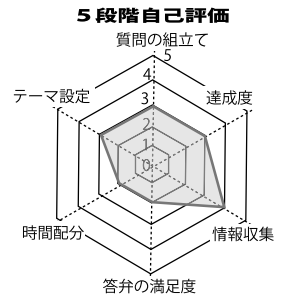 ５段階自己評価
質問の組立て
5
4
テーマ設定
3
達成度
2
1
0
時間配分
情報収集
答弁の満足度